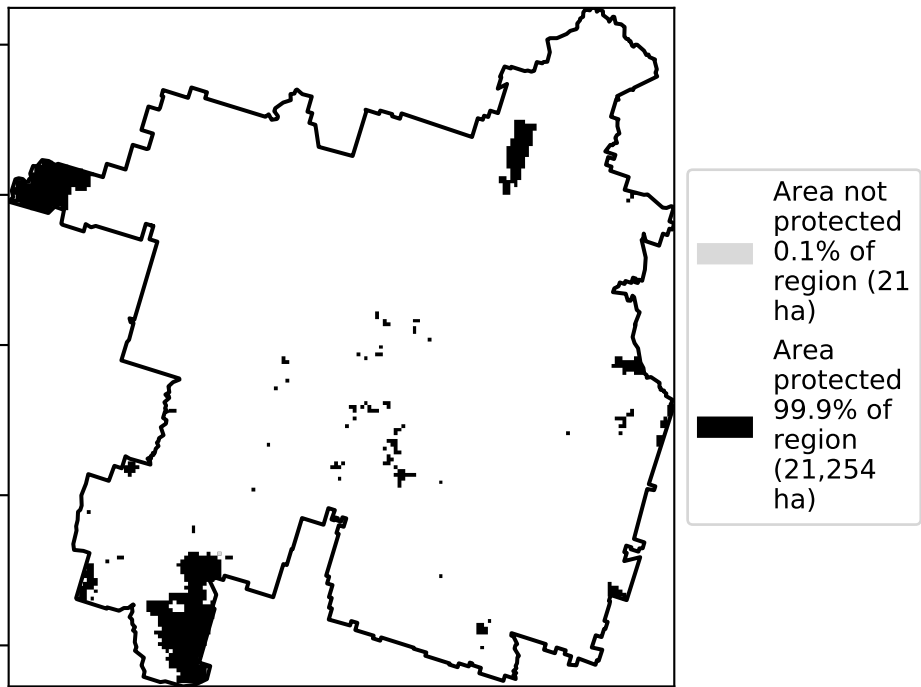 Area not
protected
0.1% of
region (21
ha)
Area
protected
99.9% of
region
(21,254
ha)